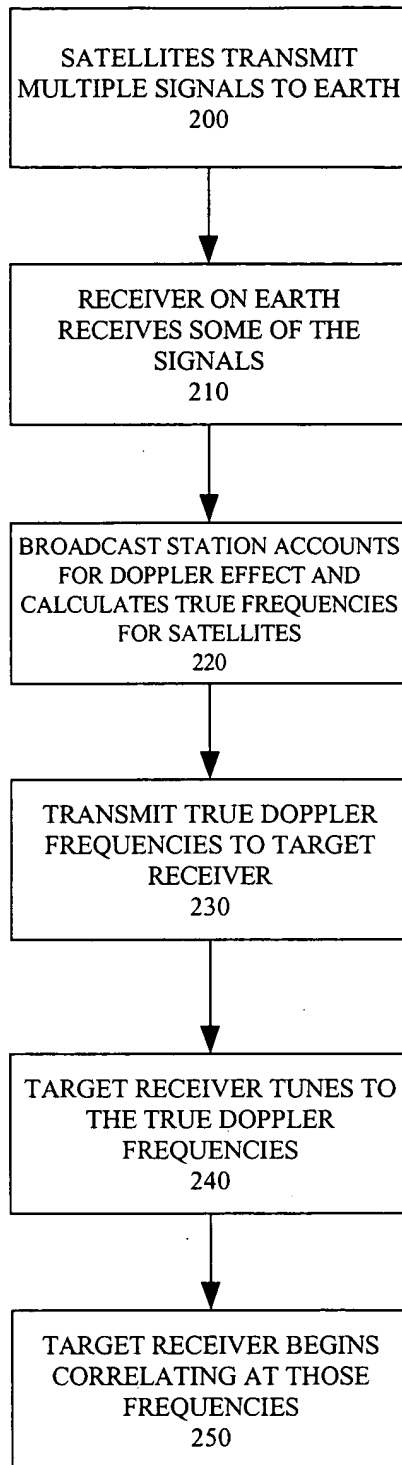 SATELLITES TRANSMIT
MULTIPLE SIGNALS TO EARTH
200
RECEIVER ON EARTH
RECEIVES SOME OF THE
SIGNALS
210
BROADCAST STATION ACCOUNTS
FOR DOPPLER EFFECT AND
CALCULATES TRUE FREQUENCIES
FOR SATELLITES
220
TRANSMIT TRUE DOPPLER
FREQUENCIES TO TARGET
RECEIVER
230
TARGET RECEIVER TUNES TO
THE TRUE DOPPLER
FREQUENCIES
240
TARGET RECEIVER BEGINS
CORRELATING AT THOSE
FREQUENCIES
250